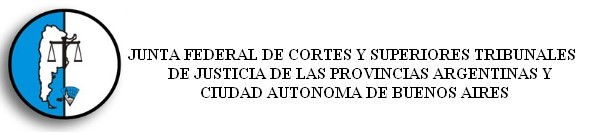 JUNTA FEDERAL DE CORTES Y SUPERIORES TRIBUNALES
DE JUSTICIA DE LAS PROVINCIAS ARGENTINAS Y
CIUDAD AUTONOMA DE BUENOS AIRES